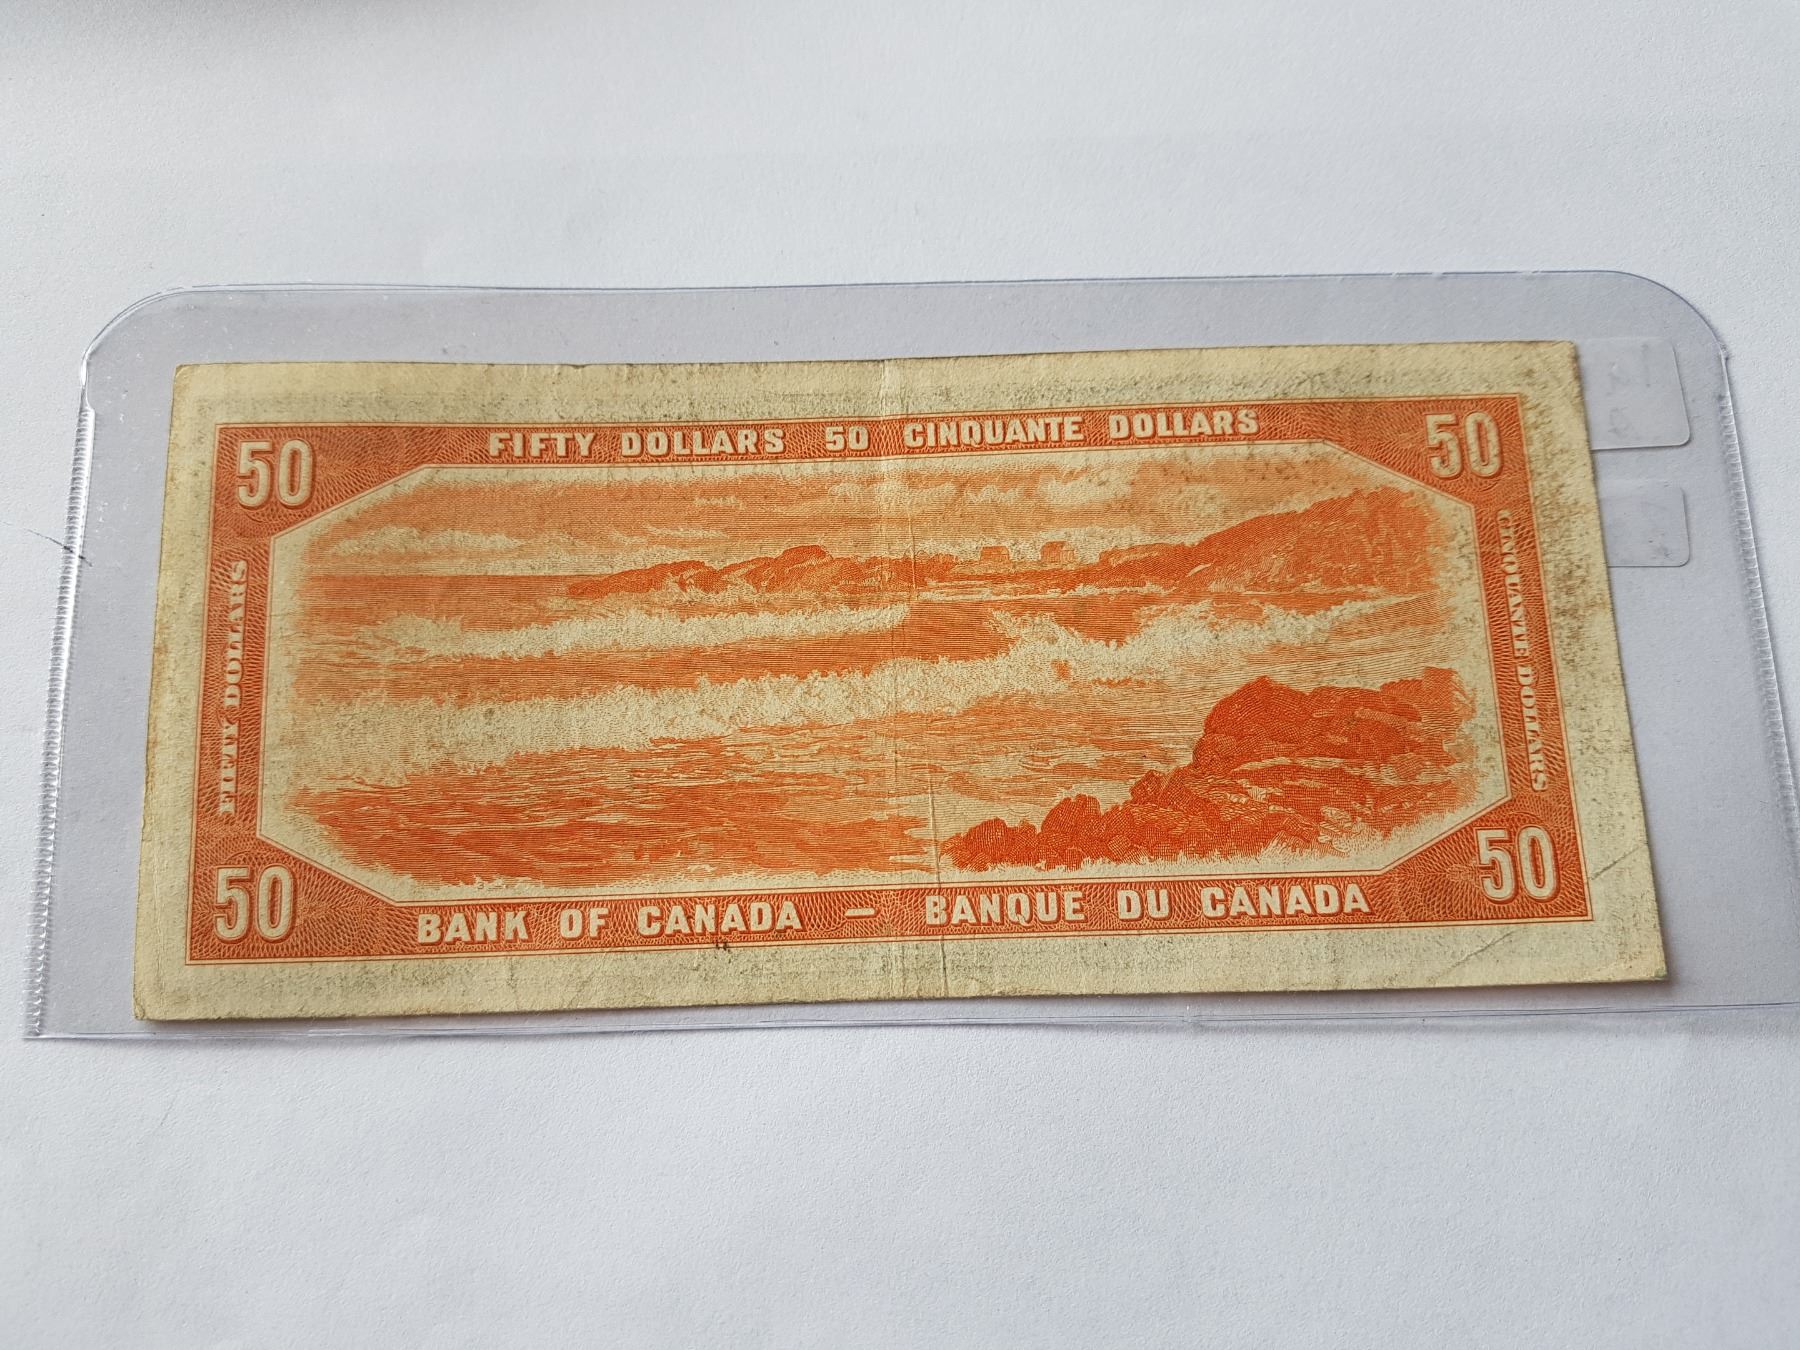 50 FIFTY DOLLARS 50 CINQUANTE DOLLARS 50
FIFTY DOLLARS
CINQUANTE DOLLARS
50 BANK OF CANADA — BANQUE DU CANADA 50